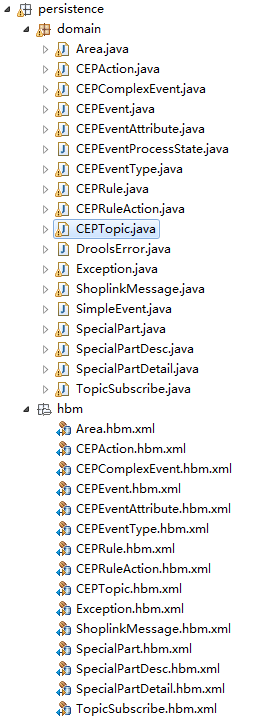 persistence
domain
Area.java
CEPAction.java
CEPComplexEvent.java
CEPEvent.java
CEPEventAttribute.java
CEPEventProcessState.java
CEPEventType.java
CEPRule.java
CEPRuleAction.java
CEPTopic.java
DroolsError.java
Exception.java
ShoplinkMessage.java
SimpleEvent.java
SpecialPart.java
SpecialPartDesc.java
SpecialPartDetail.java
TopicSubscribe.java
hbm
Area.hbm.xml
CEPAction.hbm.xml
CEPComplexEvent.hbm.xml
CEPEvent.hbm.xml
CEPEventAttribute.hbm.xml
CEPEventType.hbm.xml
CEPRule.hbm.xml
CEPRuleAction.hbm.xml
CEPTopic.hbm.xml
Exception.hbm.xml
ShoplinkMessage.hbm.xml
SpecialPart.hbm.xml
SpecialPartDesc.hbm.xml
SpecialPartDetail.hbm.xml
TopicSubscribe.hbm.xml